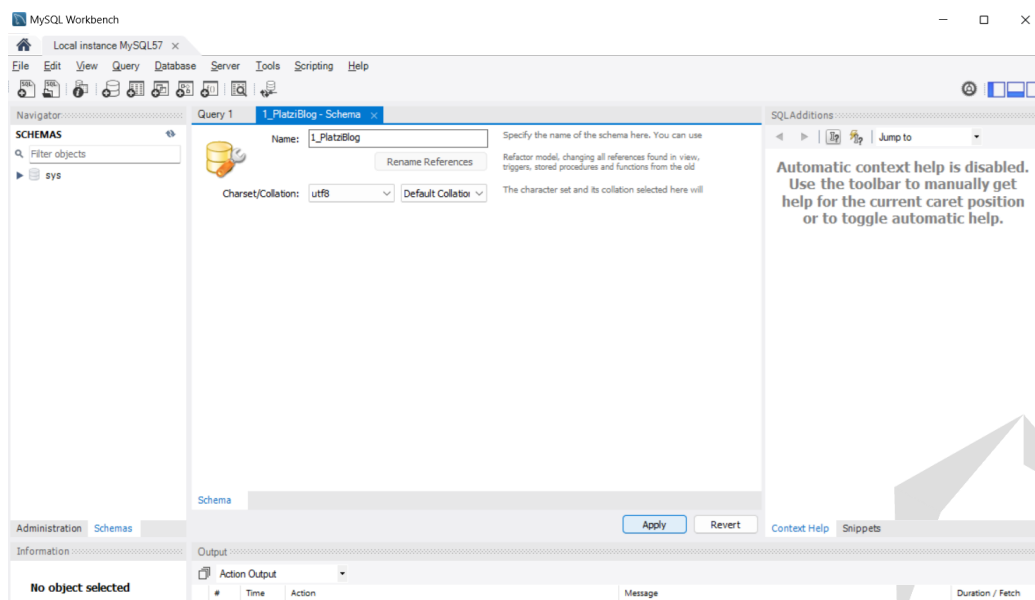 MySQL Workbench
Local instance MySQL57
File Edit View Query Database Server Tools Scripting Help
Navigator
SCHEMAS
Filter objects
sys
Administration Schemas
Information
No object selected
Query 1 1_PlatziBlog - Schema
Name: 1_PlatziBlog
Specify the name of the schema here. You can use
Rename References
Refactor model, changing all references found in view,
triggers, stored procedures and functions from the old
Charset/Collation: utf8 Default Collation
The character set and its collation selected here will
Schema
Apply Revert
Output
Action Output
# Time Action Message Duration / Fetch
SQLAdditions
Jump to
Automatic context help is disabled.
Use the toolbar to manually get
help for the current caret position
or to toggle automatic help.
Context Help Snippets